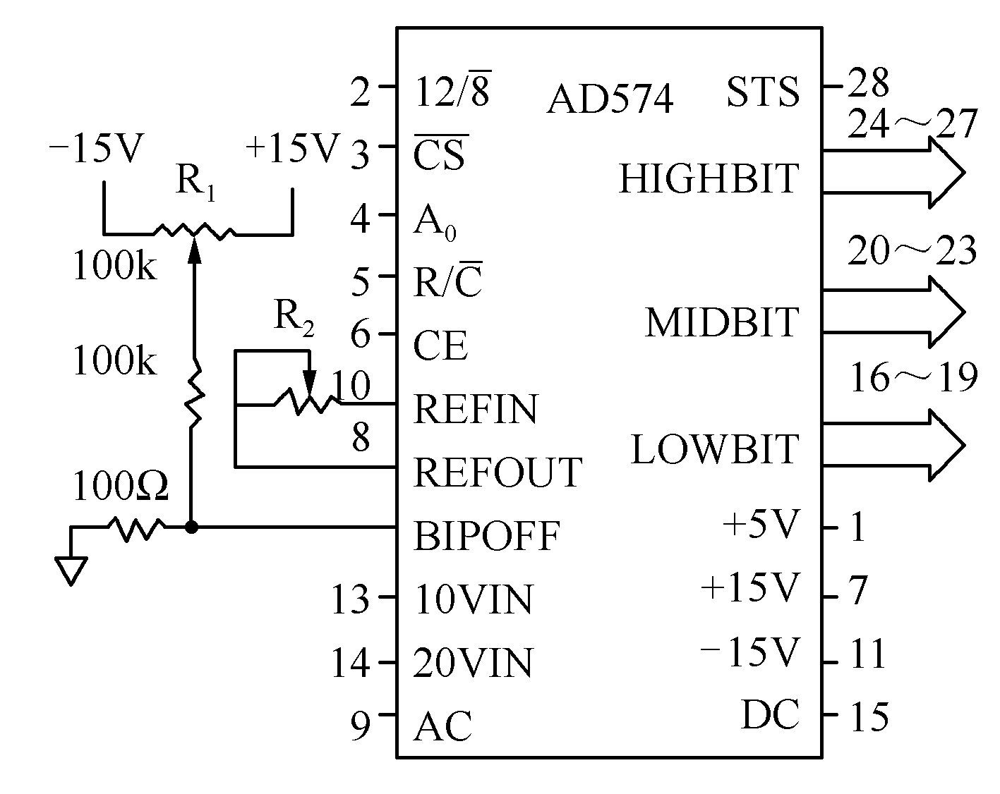 2 12/8̅ AD574 STS 28
24～27
−15V +15V 3 C̅S̅
R₁ HIGHBIT
4 A₀
100k 20～23
5 R/C̅
R₂ MIDBIT
6 CE
100k 16～19
10 REFIN
8 LOWBIT
REFOUT
100Ω
BIPOFF +5V 1
13 10VIN +15V 7
14 20VIN −15V 11
9 AC DC 15